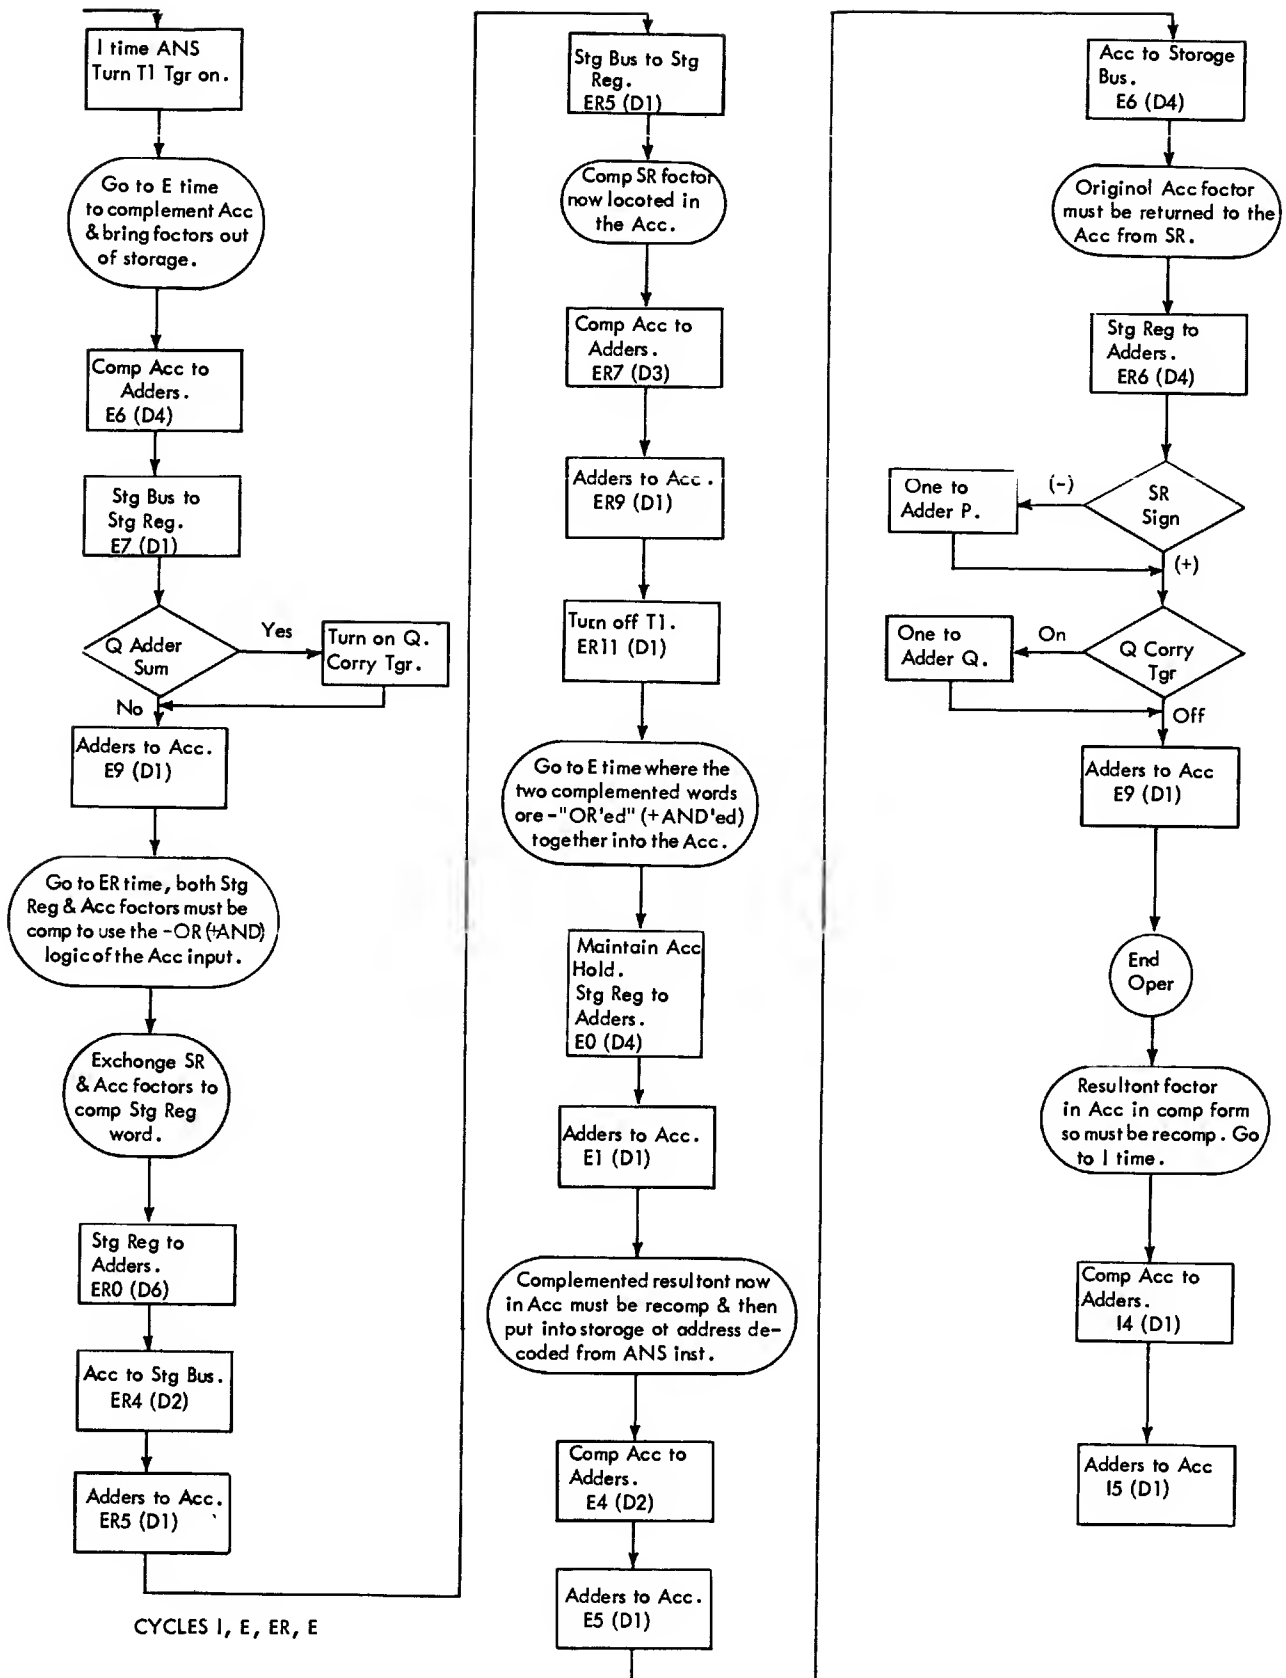 I time ANS
Turn T1 Tgr on.
Go to E time
to complement Acc
& bring foctors out
of storage.
Comp Acc to
Adders.
E6 (D4)
Stg Bus to
Stg Reg.
E7 (D1)
Q Adder
Sum
Yes
Turn on Q.
Corry Tgr.
No
Adders to Acc.
E9 (D1)
Go to ER time, both Stg
Reg & Acc foctors must be
comp to use the -OR (+AND)
logic of the Acc input.
Exchonge SR
& Acc foctors to
comp Stg Reg
word.
Stg Reg to
Adders.
ER0 (D6)
Acc to Stg Bus.
ER4 (D2)
Adders to Acc.
ER5 (D1)
CYCLES I, E, ER, E
Stg Bus to Stg
Reg.
ER5 (D1)
Comp SR foctor
now locoted in
the Acc.
Comp Acc to
Adders.
ER7 (D3)
Adders to Acc.
ER9 (D1)
Turn off T1.
ER11 (D1)
Go to E time where the
two complemented words
ore -"OR'ed" (+AND'ed)
together into the Acc.
Maintain Acc
Hold.
Stg Reg to
Adders.
E0 (D4)
Adders to Acc.
E1 (D1)
Complemented resultont now
in Acc must be recomp & then
put into storoge ot address de-
coded from ANS inst.
Comp Acc to
Adders.
E4 (D2)
Adders to Acc.
E5 (D1)
Acc to Storoge
Bus.
E6 (D4)
Originol Acc foctor
must be returned to the
Acc from SR.
Stg Reg to
Adders.
ER6 (D4)
SR
Sign
(-)
One to
Adder P.
(+)
Q Corry
Tgr
On
One to
Adder Q.
Off
Adders to Acc
E9 (D1)
End
Oper
Resultont foctor
in Acc in comp form
so must be recomp. Go
to I time.
Comp Acc to
Adders.
I4 (D1)
Adders to Acc
I5 (D1)